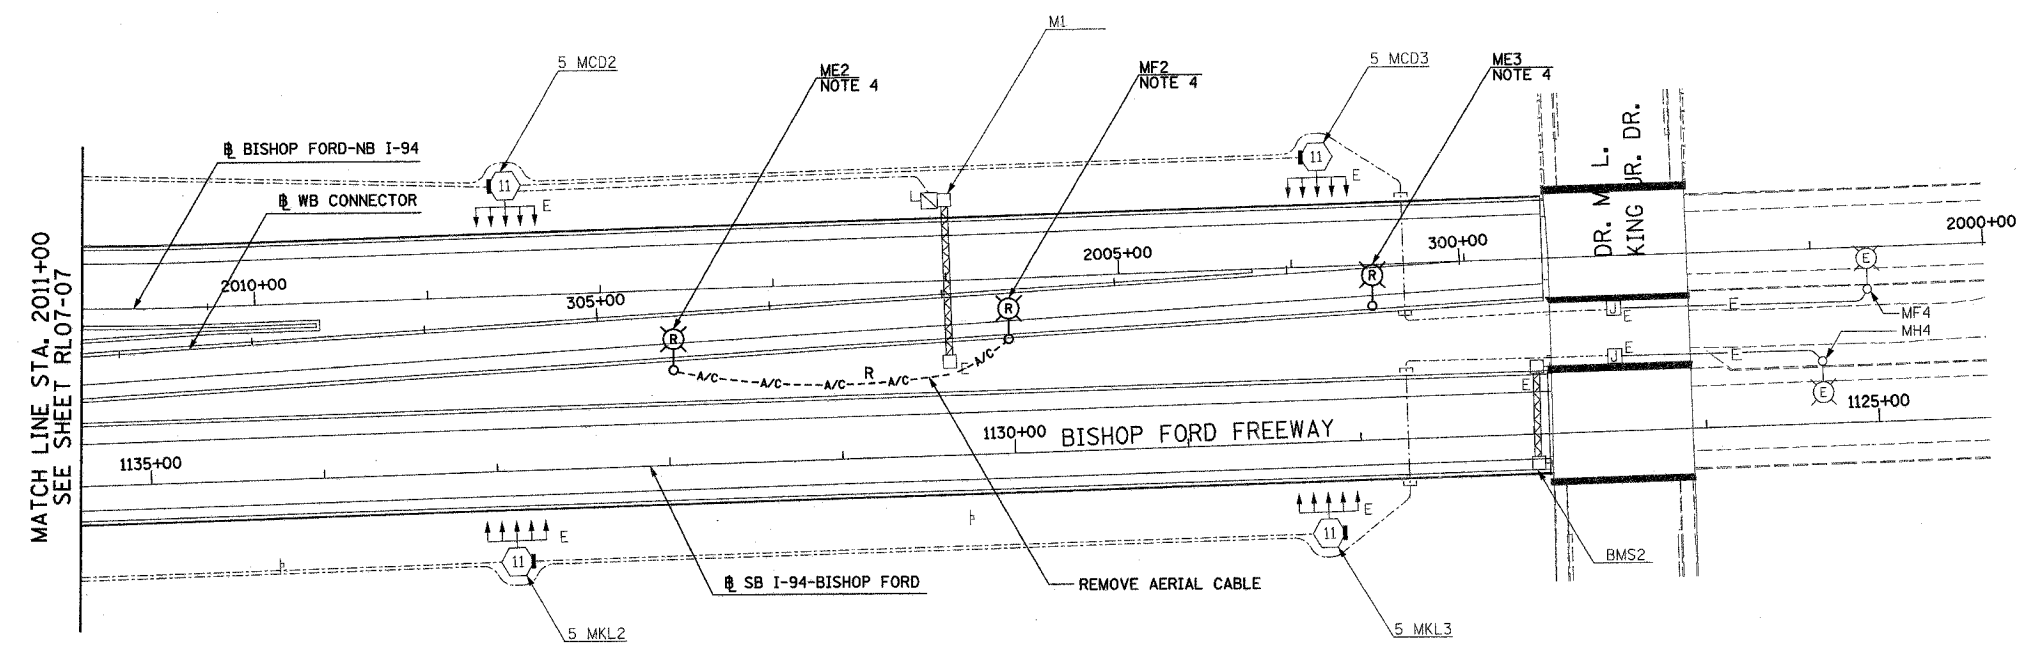 M1
5 MCD2
ME2
NOTE 4
MF2
NOTE 4
5 MCD3
ME3
NOTE 4
℄ BISHOP FORD-NB I-94
℄ WB CONNECTOR
11
E
11
E
DR. M. L.
KING JR. DR.
MATCH LINE STA. 2011+00
SEE SHEET RL07-07
2010+00
305+00
2005+00
300+00
2000+00
R
R
R
E
J
E
E
MF4
MH4
J
E
E
E
A/C
A/C
A/C
R
A/C
E
A/C
E
1135+00
1130+00
BISHOP FORD FREEWAY
1125+00
E
11
E
11
℄ SB I-94-BISHOP FORD
REMOVE AERIAL CABLE
BMS2
5 MKL2
5 MKL3